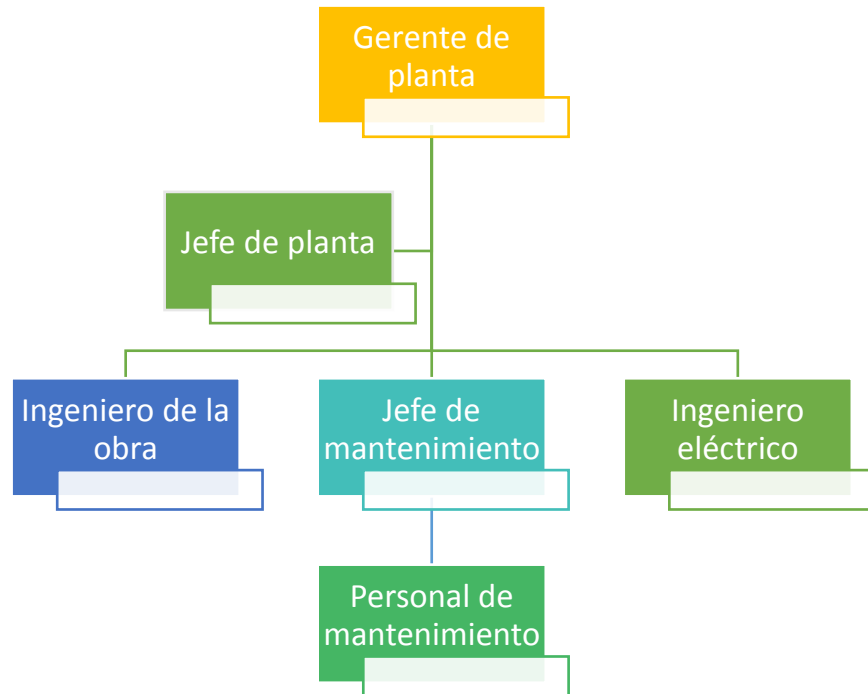 Gerente de
planta
Jefe de planta
Ingeniero de la
obra
Jefe de
mantenimiento
Ingeniero
eléctrico
Personal de
mantenimiento